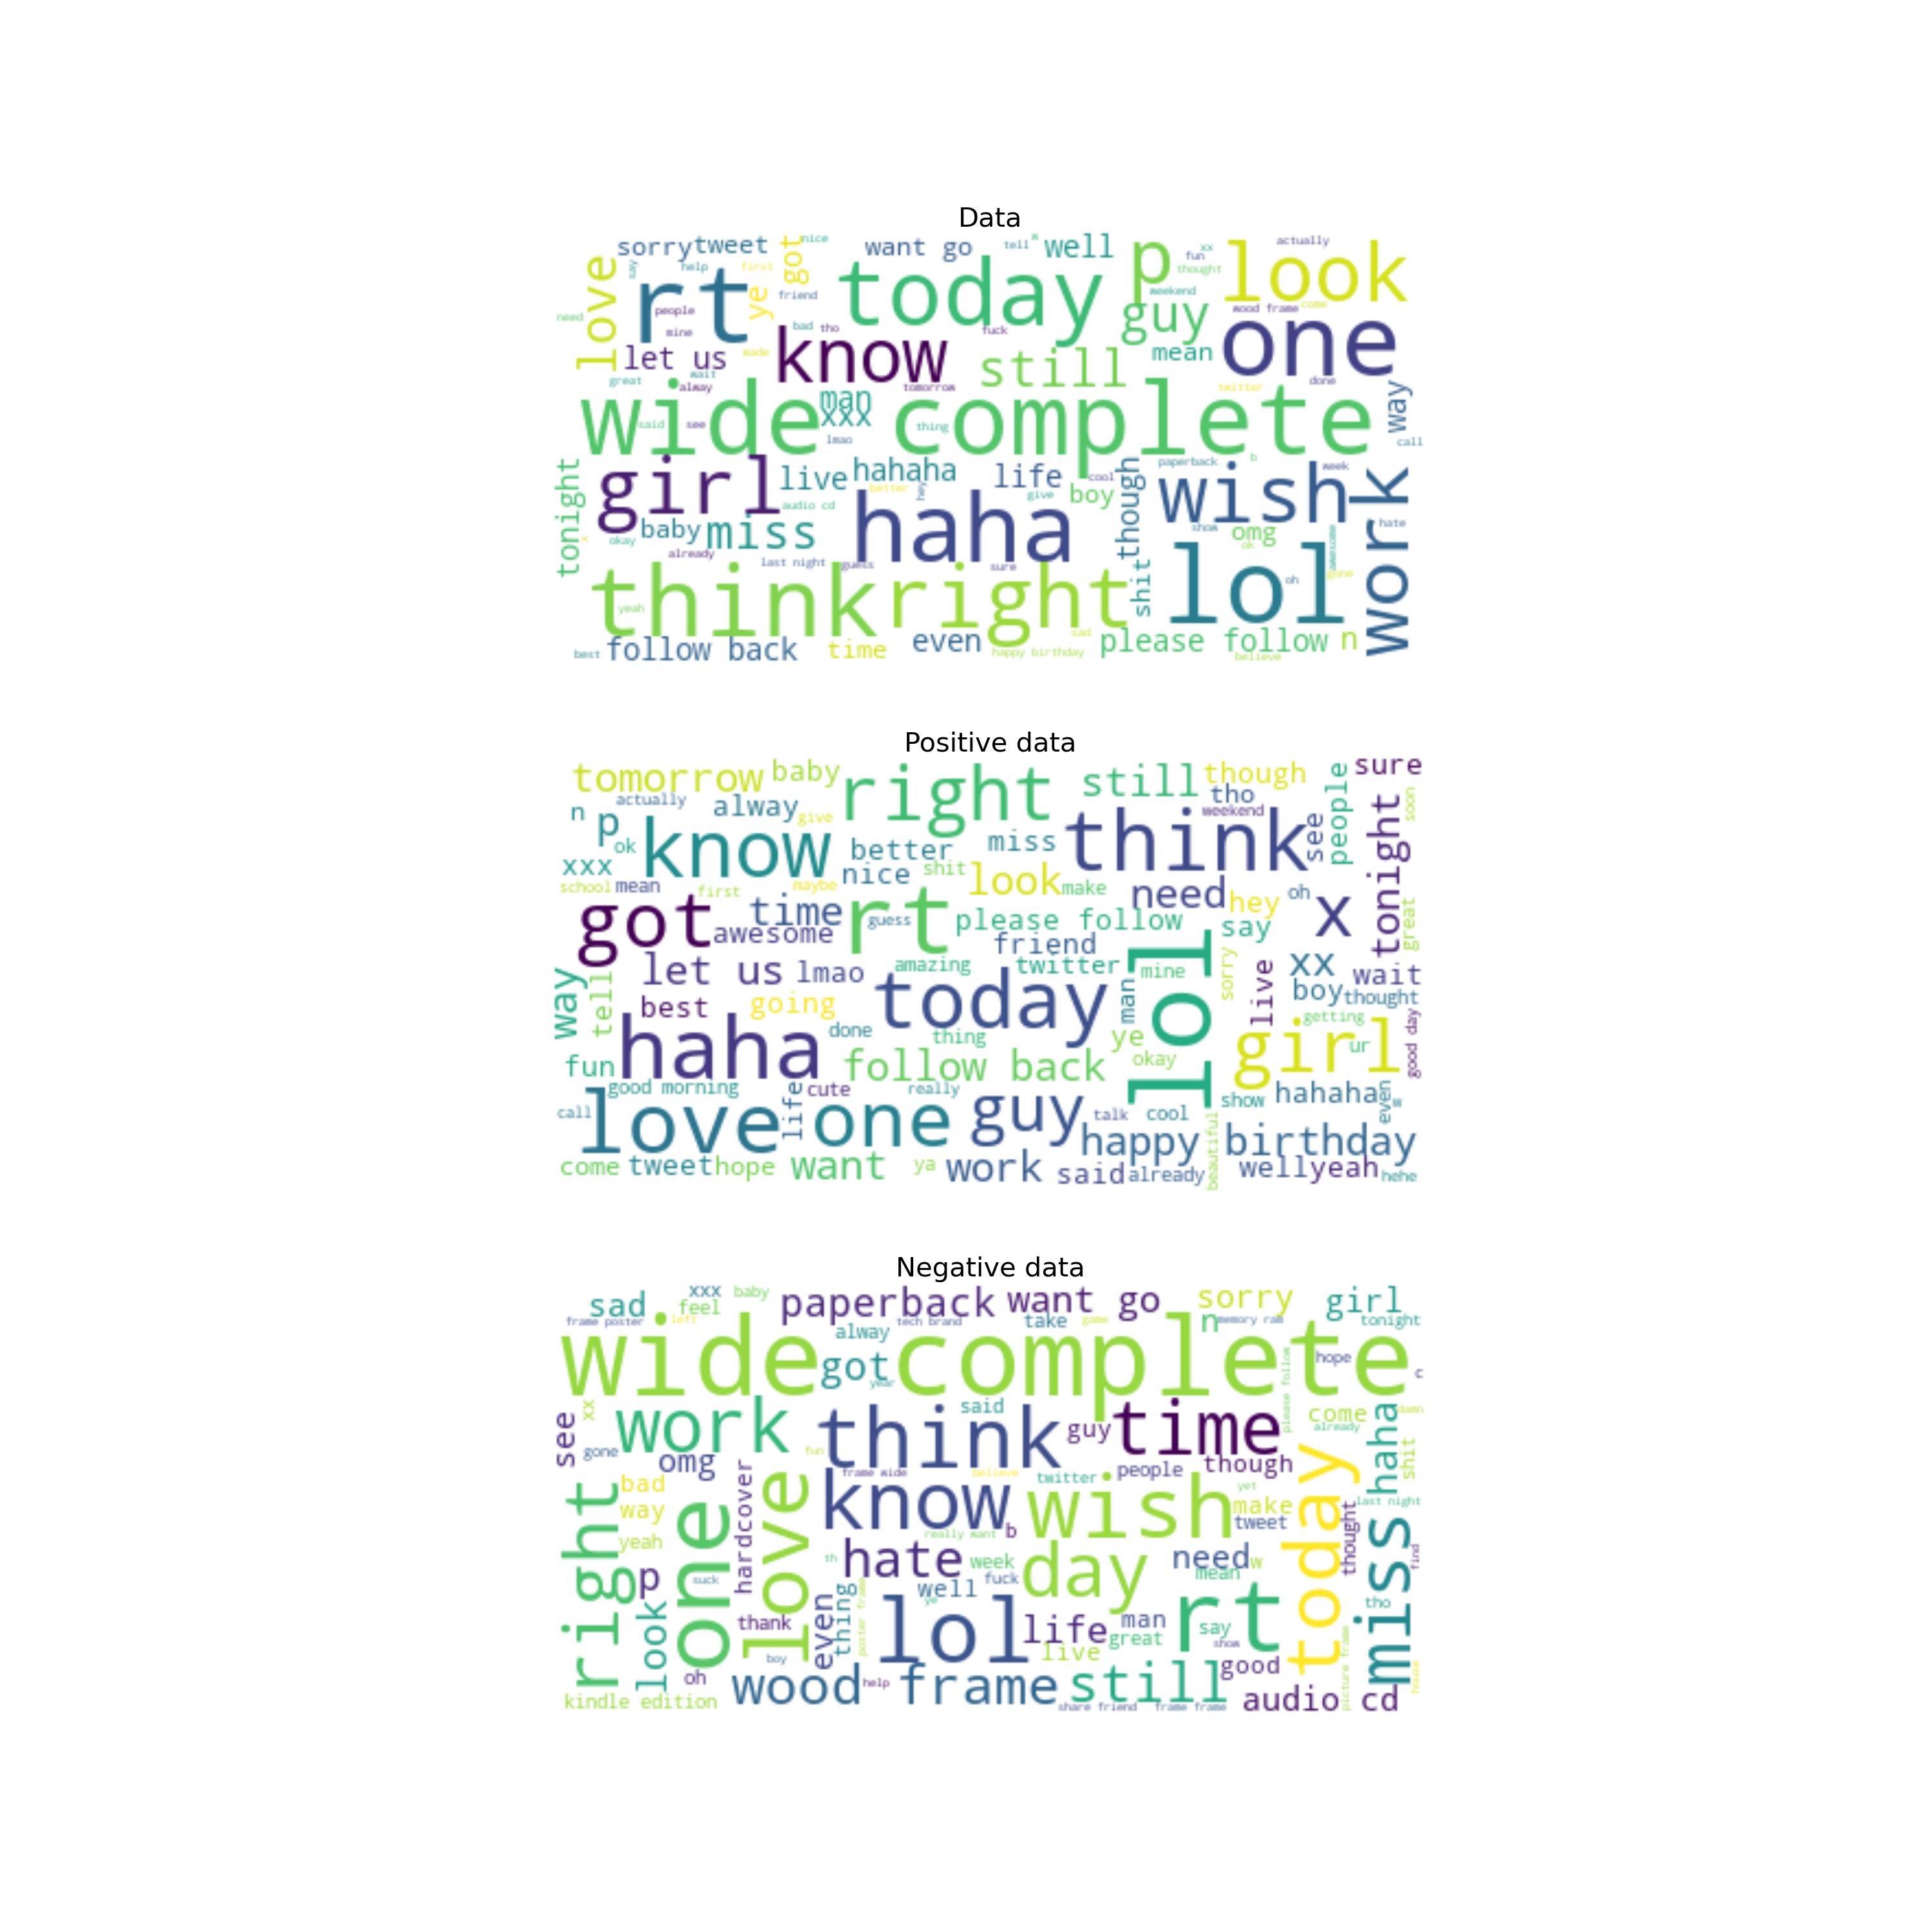 Data
sorry tweet got nice want go tell w well p fun xx actually
love say help first thought look
rt ye friend today weekend
need people guy wood frame come
mine bad tho fuck one
let us made know still mean
great wait alway tomorrow twitter done way
wide man complete
said see xxx thing call
lmao
tonight girl live hahaha life cool though paperback b week
better hey give boy wish work
audio cd
baby miss haha show omg hate
okay x ok awesome
already last night guess sure lol oh gone
think right shit
yeah
best follow back time even sad please follow n
happy birthday believe
Positive data
tomorrow baby right still though people sure
n actually alway tho tonight soon
p give know think weekend see
ok better miss
xxx nice shit look
school mean first maybe make need oh
got time rt guess please follow hey x great
awesome friend say
let us lmao amazing twitter lol mine sorry live xx wait
way tell best going today man boy thought
haha done thing ye girl getting good day
fun follow back okay ur
good morning life cute really show hahaha even w
call love one guy talk cool
happy birthday
come tweet hope want ya work said already beautiful well yeah hehe
Negative data
sad xxx baby paperback want go sorry girl
feel
frame poster left tech brand take game n memory ram tonight
alway
wide got complete please follow hope c
year
see xx work think said guy time come damn
already haha
gone omg fun though shit
right bad hardcover love frame wide believe twitter people today
way one know wish yet make last night
yeah really want b tweet thought miss
p suck th hate week day need w find
look well fuck mean
thank even thing ye lol life man rt say tho
poster frame great show
boy live
oh wood help frame still good picture frame house
kindle edition share friend frame frame audio cd